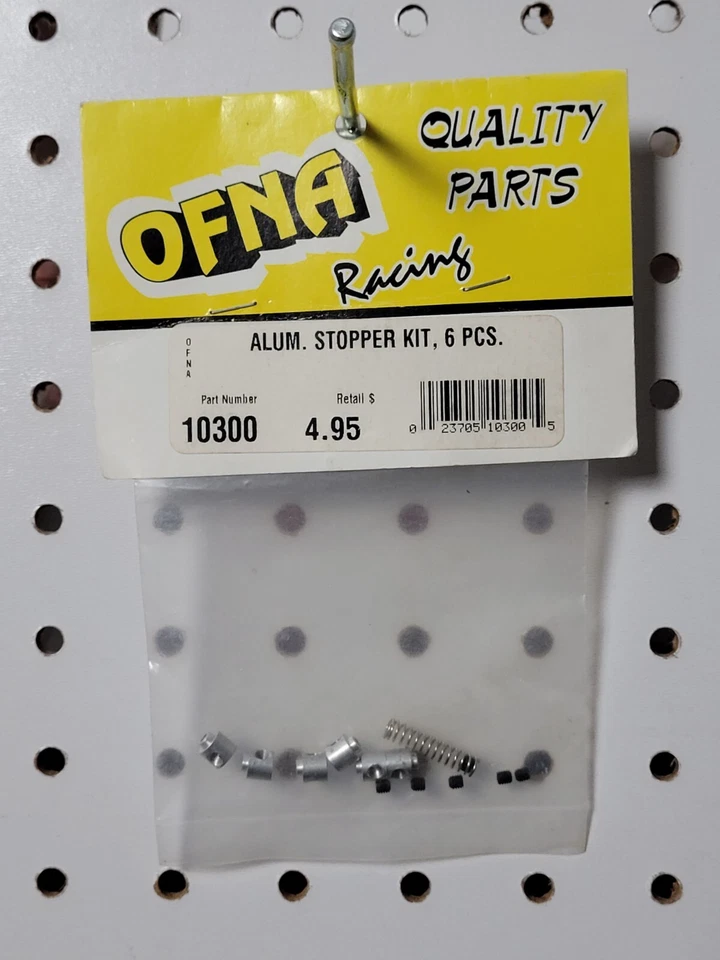 OFNA
QUALITY
PARTS
Racing
OFNA
ALUM. STOPPER KIT, 6 PCS.
Part Number Retail $
10300 4.95
0 23705 10300 5